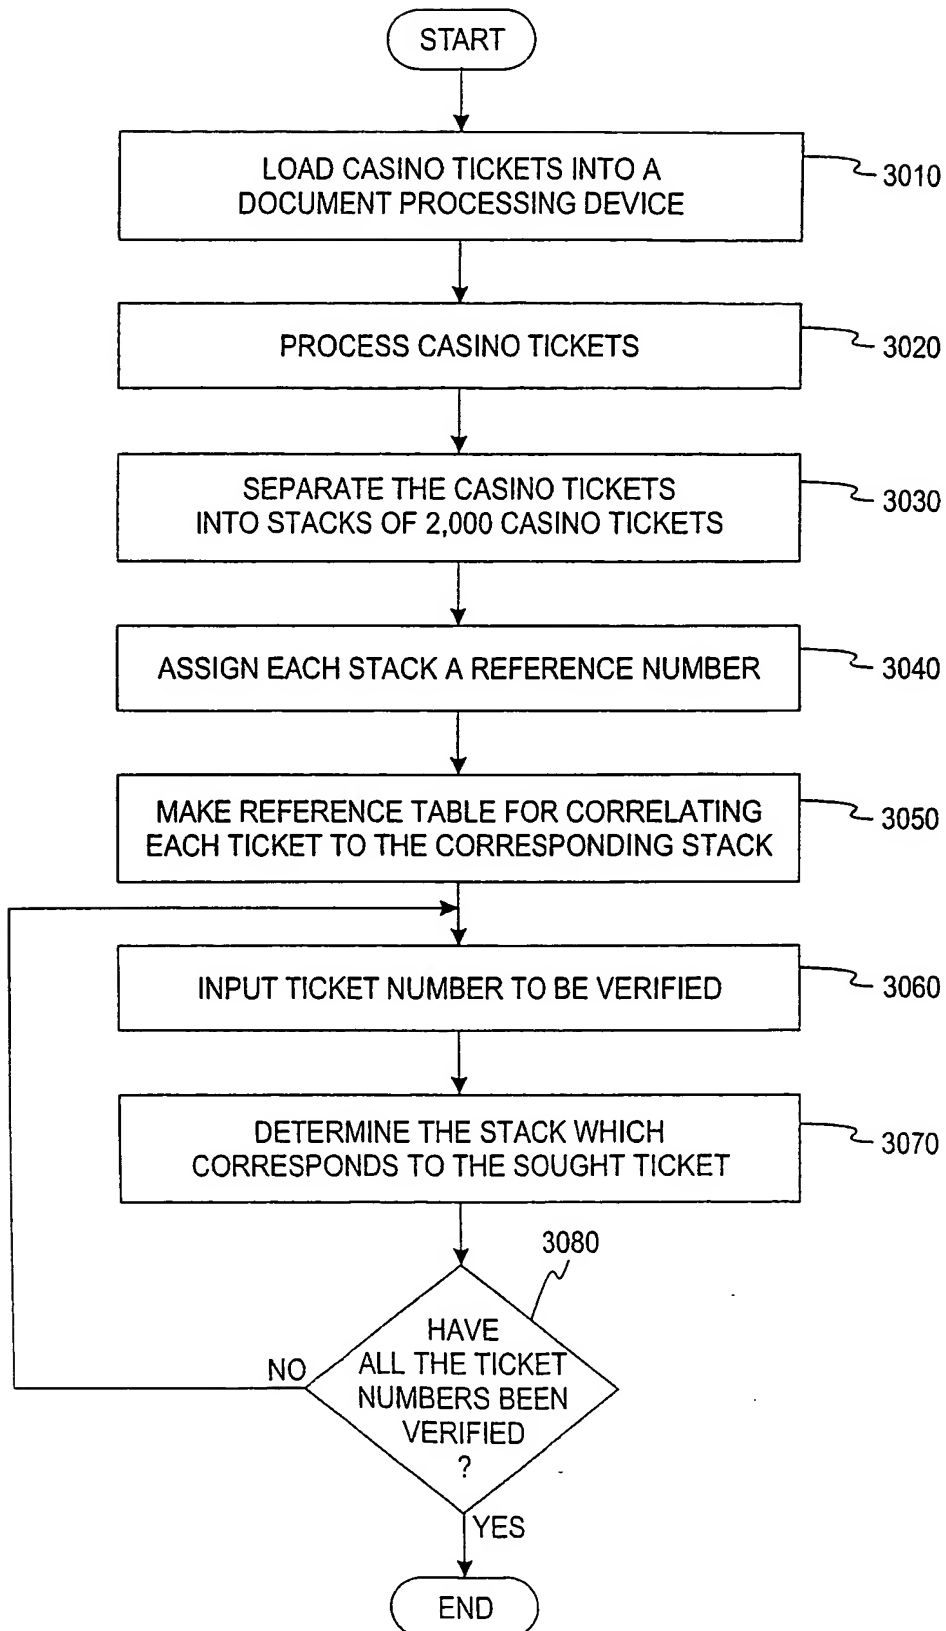 START
LOAD CASINO TICKETS INTO A
DOCUMENT PROCESSING DEVICE
3010
PROCESS CASINO TICKETS
3020
SEPARATE THE CASINO TICKETS
INTO STACKS OF 2,000 CASINO TICKETS
3030
ASSIGN EACH STACK A REFERENCE NUMBER
3040
MAKE REFERENCE TABLE FOR CORRELATING
EACH TICKET TO THE CORRESPONDING STACK
3050
INPUT TICKET NUMBER TO BE VERIFIED
3060
DETERMINE THE STACK WHICH
CORRESPONDS TO THE SOUGHT TICKET
3070
3080
HAVE
ALL THE TICKET
NUMBERS BEEN
VERIFIED
?
NO
YES
END